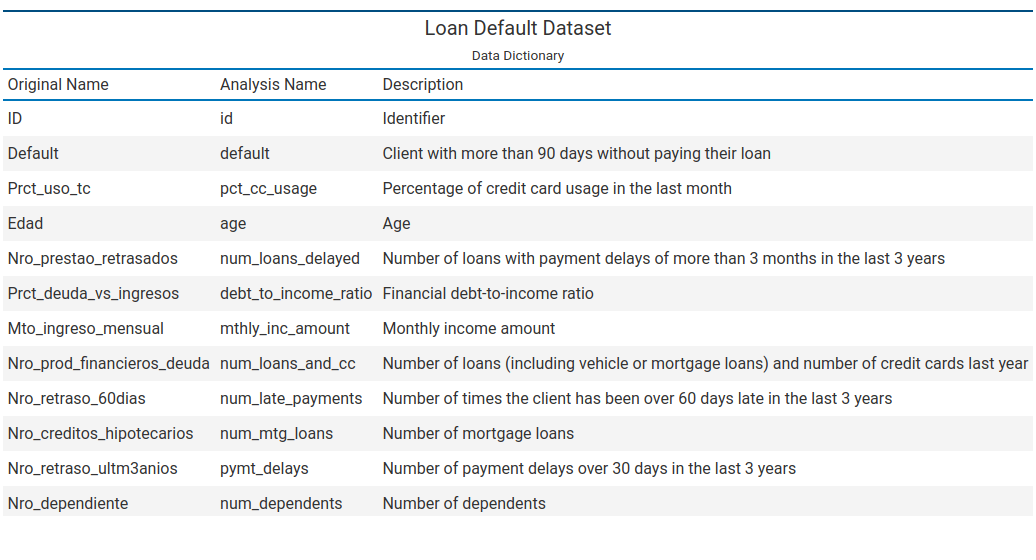 Loan Default Dataset
Data Dictionary
Original Name Analysis Name Description
ID id Identifier
Default default Client with more than 90 days without paying their loan
Prct_uso_tc pct_cc_usage Percentage of credit card usage in the last month
Edad age Age
Nro_prestao_retrasados num_loans_delayed Number of loans with payment delays of more than 3 months in the last 3 years
Prct_deuda_vs_ingresos debt_to_income_ratio Financial debt-to-income ratio
Mto_ingreso_mensual mthly_inc_amount Monthly income amount
Nro_prod_financieros_deuda num_loans_and_cc Number of loans (including vehicle or mortgage loans) and number of credit cards last year
Nro_retraso_60dias num_late_payments Number of times the client has been over 60 days late in the last 3 years
Nro_creditos_hipotecarios num_mtg_loans Number of mortgage loans
Nro_retraso_ultm3anios pymt_delays Number of payment delays over 30 days in the last 3 years
Nro_dependiente num_dependents Number of dependents